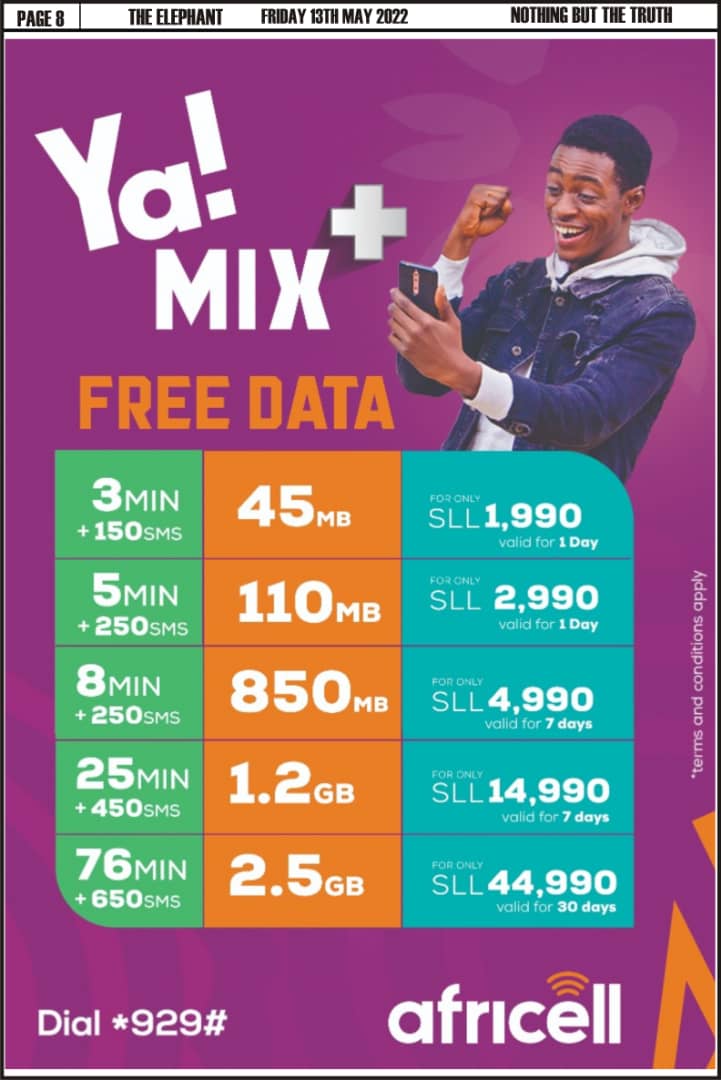 PAGE 8 THE ELEPHANT FRIDAY 13TH MAY 2022 NOTHING BUT THE TRUTH
Ya!
MIX+
FREE DATA
3MIN
+ 150SMS
45MB
FOR ONLY
SLL 1,990
valid for 1 Day
5MIN
+ 250SMS
110MB
FOR ONLY
SLL 2,990
valid for 1 Day
8MIN
+ 250SMS
850MB
FOR ONLY
SLL 4,990
valid for 7 days
25MIN
+ 450SMS
1.2GB
FOR ONLY
SLL 14,990
valid for 7 days
76MIN
+ 650SMS
2.5GB
FOR ONLY
SLL 44,990
valid for 30 days
*terms and conditions apply
Dial *929#
africell